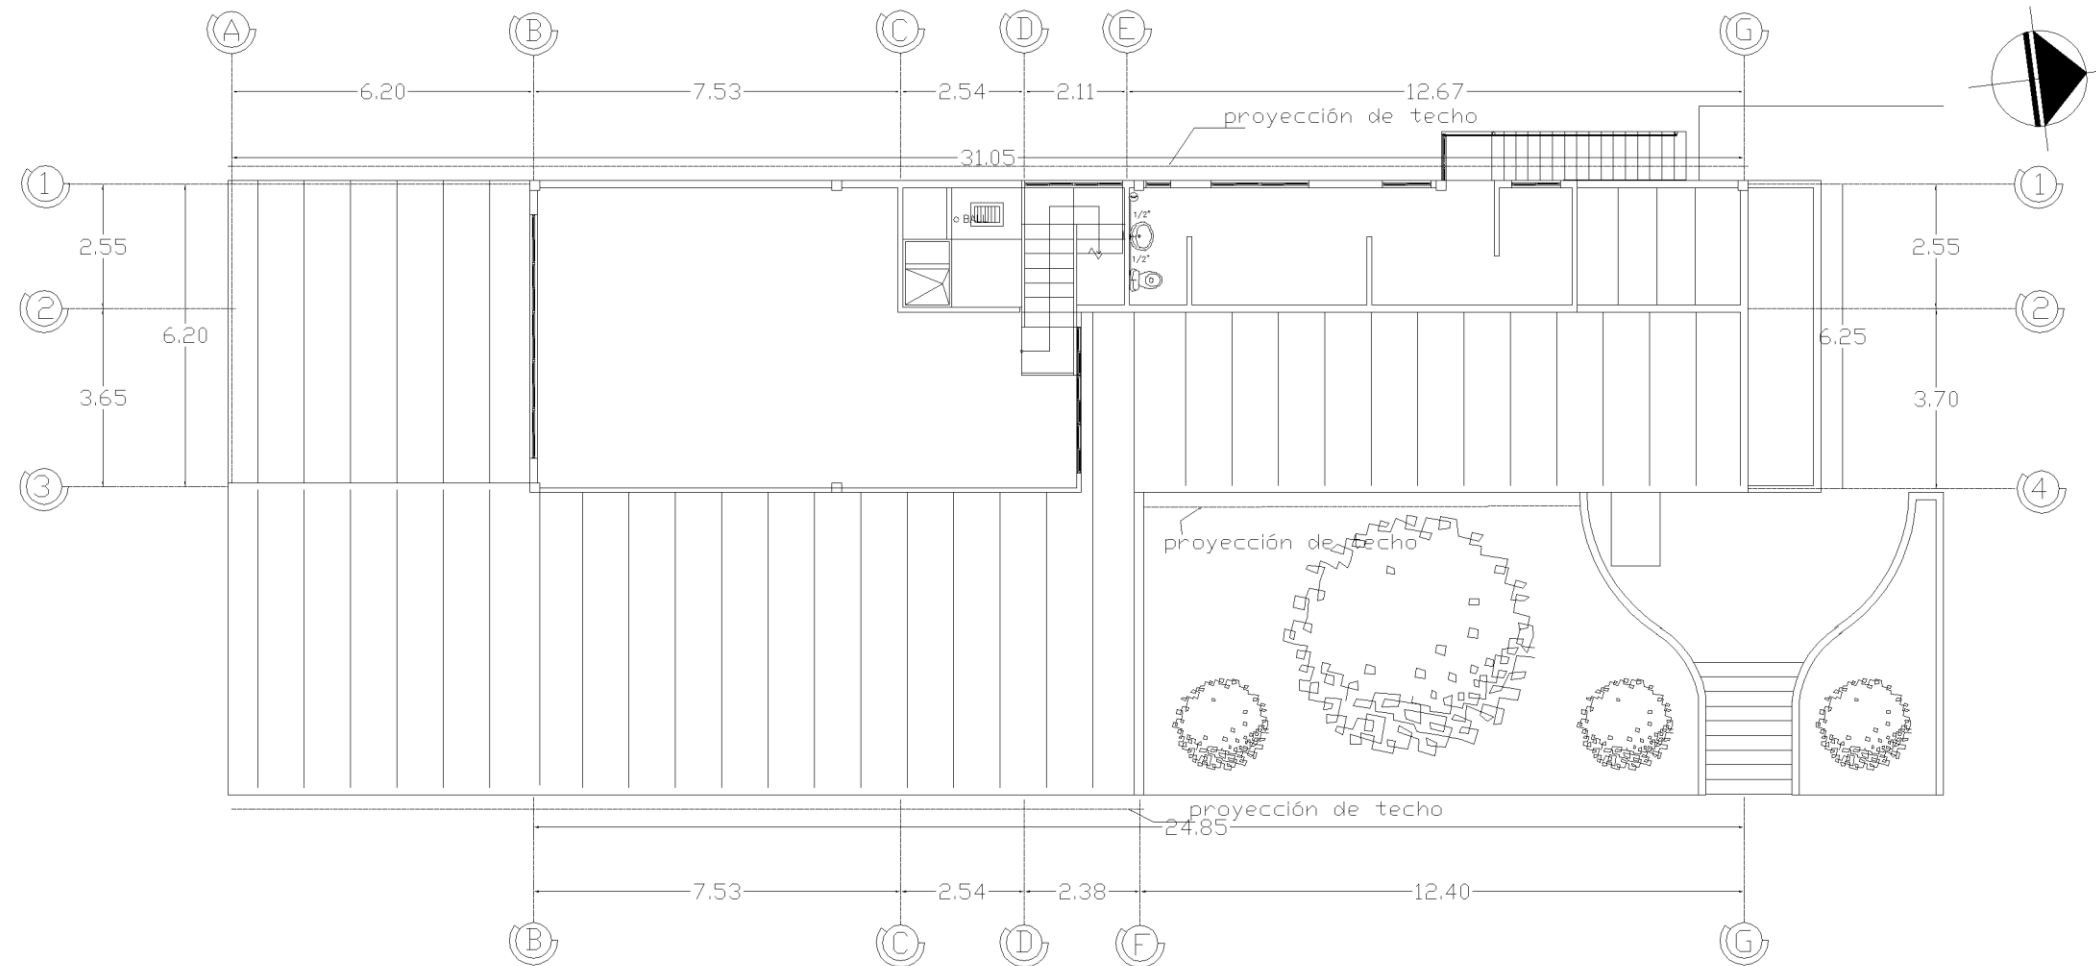 A B C D E G
6.20 7.53 2.54 2.11 12.67
proyección de techo
31.05
1 1
1/2"
BALL
2.55 2.55
1/2"
2 2
6.20 6.25
3.65 3.70
3 4
proyección de techo
proyección de techo
24.85
7.53 2.54 2.38 12.40
B C D F G